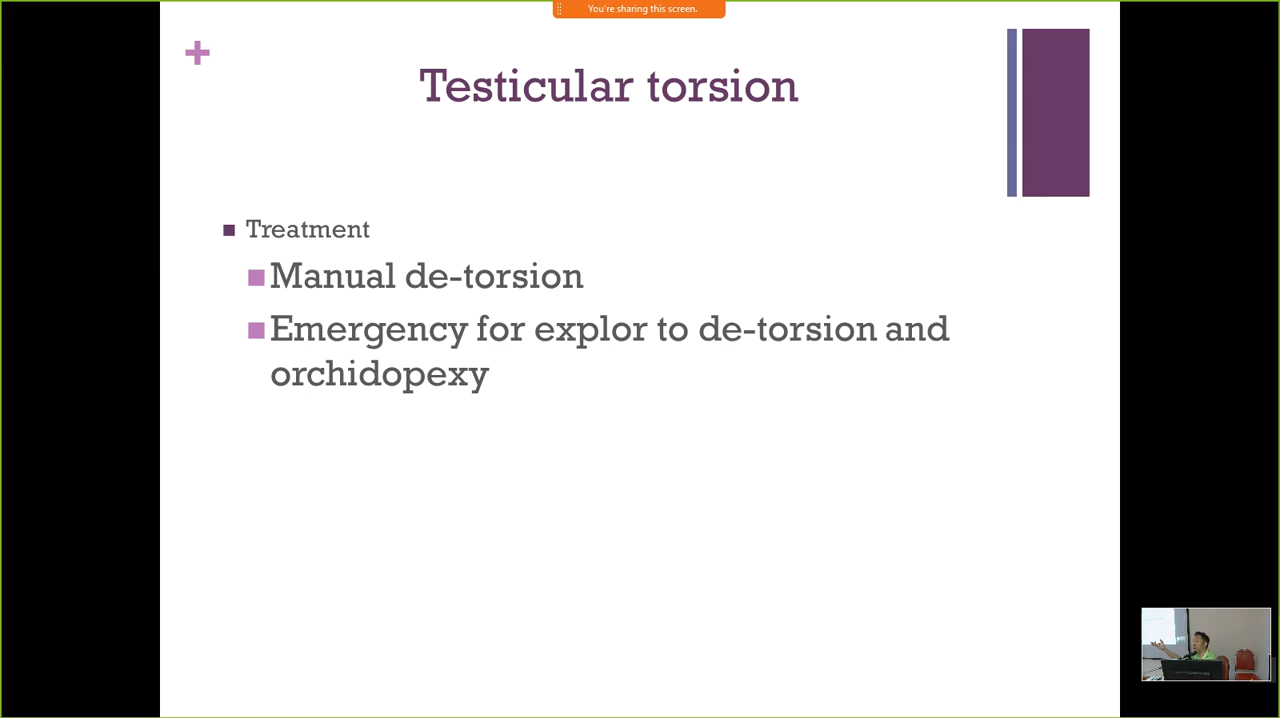 You're sharing this screen.
+
Testicular torsion
Treatment
Manual de-torsion
Emergency for explor to de-torsion and
orchidopexy